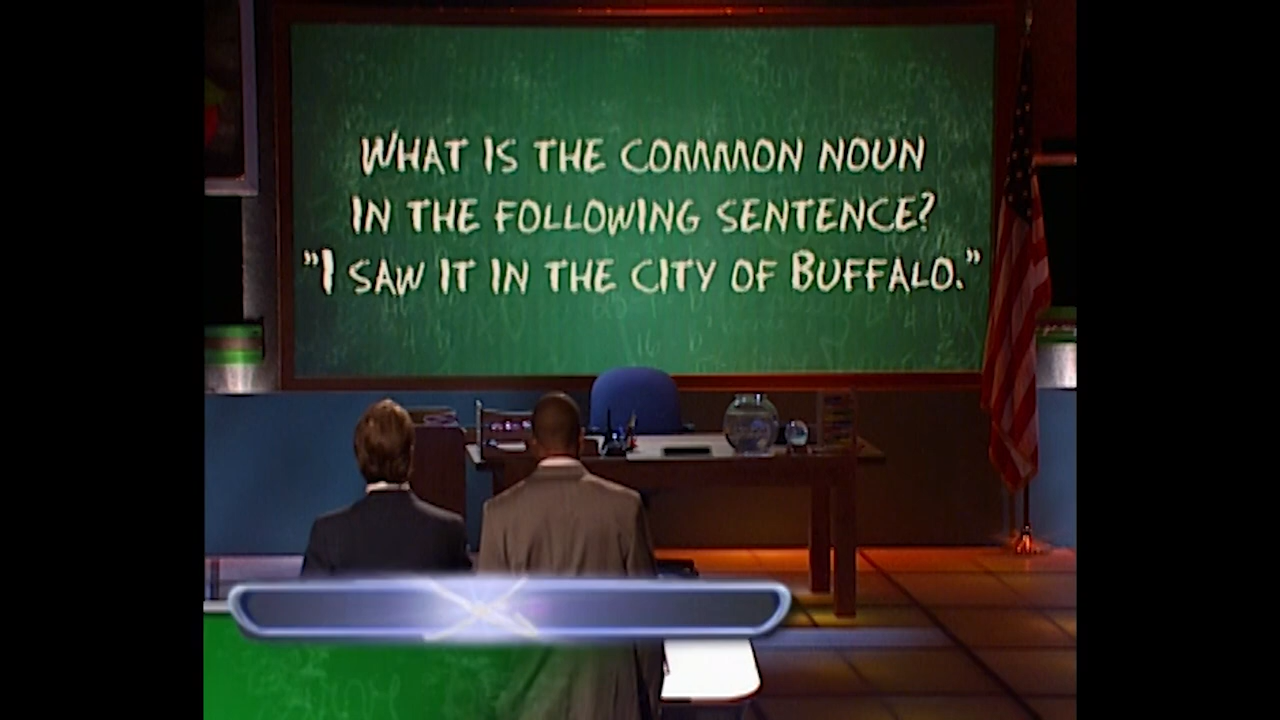 WHAT IS THE COMMON NOUN
IN THE FOLLOWING SENTENCE?
"I SAW IT IN THE CITY OF BUFFALO."